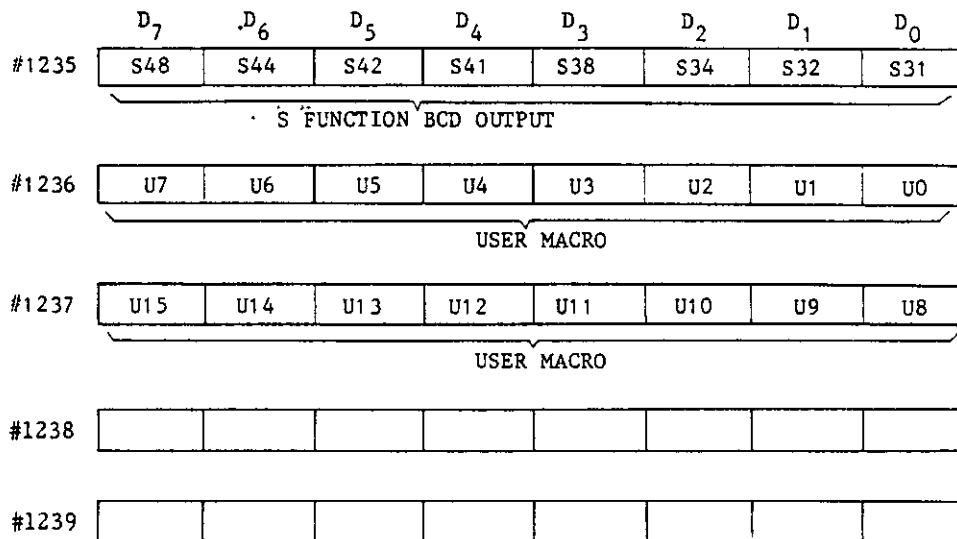 D7 D6 D5 D4 D3 D2 D1 D0
#1235 S48 S44 S42 S41 S38 S34 S32 S31
S FUNCTION BCD OUTPUT
#1236 U7 U6 U5 U4 U3 U2 U1 U0
USER MACRO
#1237 U15 U14 U13 U12 U11 U10 U9 U8
USER MACRO
#1238
#1239